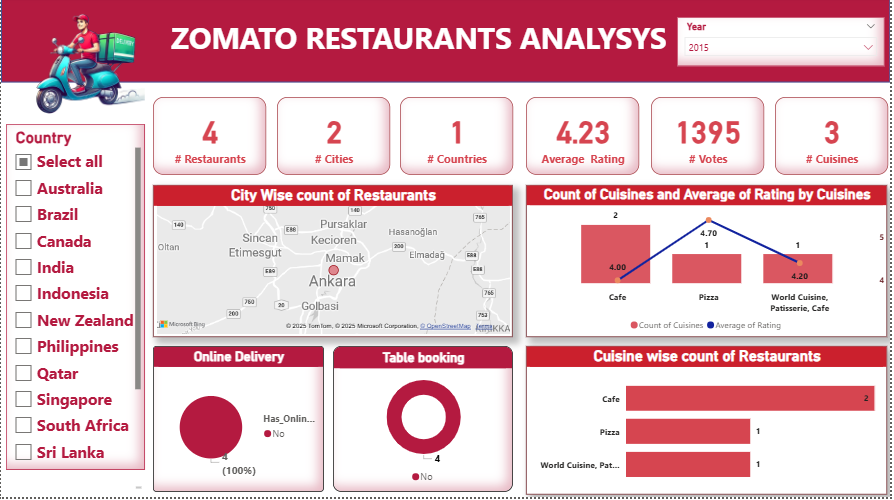 ZOMATO RESTAURANTS ANALYSYS
Year
2015
Country
Select all
Australia
Brazil
Canada
India
Indonesia
New Zealand
Philippines
Qatar
Singapore
South Africa
Sri Lanka
4
# Restaurants
2
# Cities
1
# Countries
4.23
Average Rating
1395
# Votes
3
# Cuisines
City Wise count of Restaurants
140
750
140
765
E88
Pursaklar
Hasanoğlan
Oltan
Sincan
Kecioren
200
Etimesgut
Elmadağ
E88
Mamak
E89
E88
Ankara
765
750
20
Golbasi
200
753
Microsoft Bing
© 2025 TomTom, © 2025 Microsoft Corporation, © OpenStreetMap Terms
Count of Cuisines and Average of Rating by Cuisines
2
4.70
1
1
5
4.00
4.20
4
Cafe
Pizza
World Cuisine,
Patisserie, Cafe
Count of Cuisines
Average of Rating
Online Delivery
Has_Onlin...
No
4
(100%)
Table booking
4
No
Cuisine wise count of Restaurants
Cafe
2
Pizza
1
World Cuisine, Pat...
1